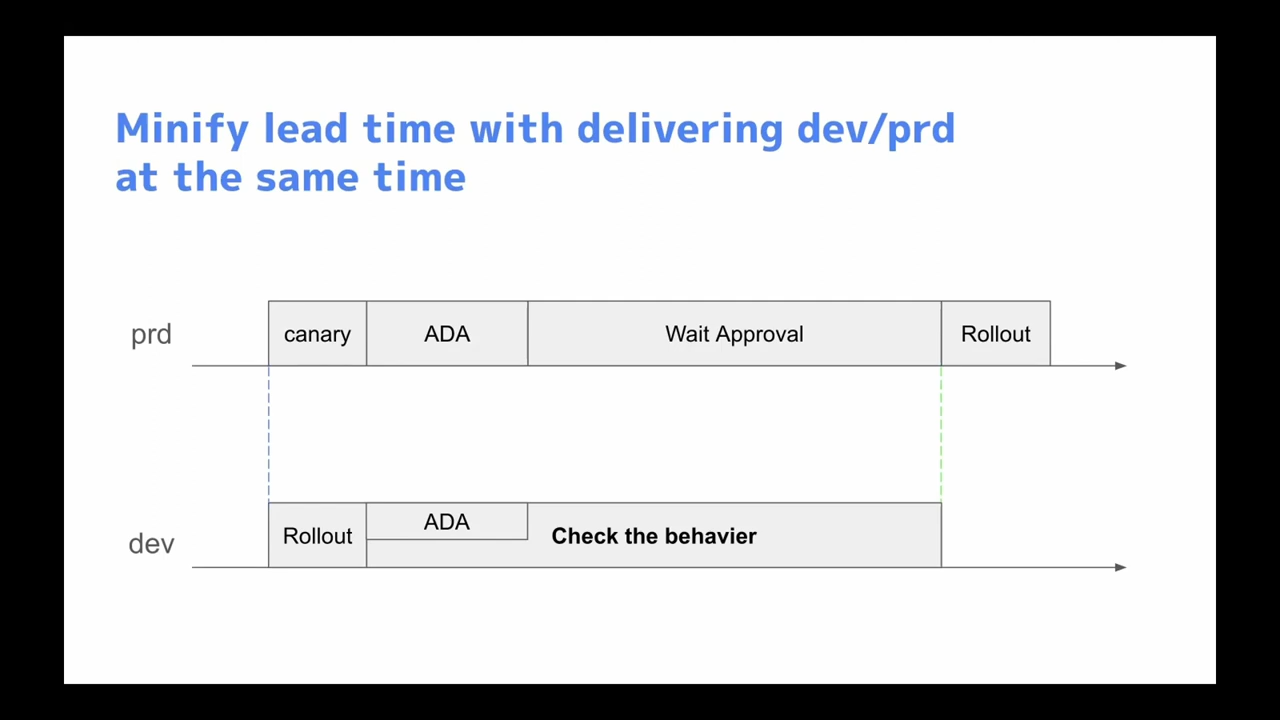 Minify lead time with delivering dev/prd
at the same time
prd
canary
ADA
Wait Approval
Rollout
dev
Rollout
ADA
Check the behavier